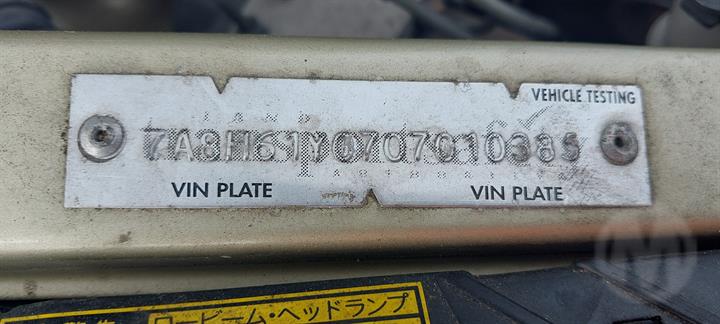 VEHICLE TESTING
7A8H61Y0707010385
VIN PLATE VIN PLATE
ロービーム・ヘッドランプ